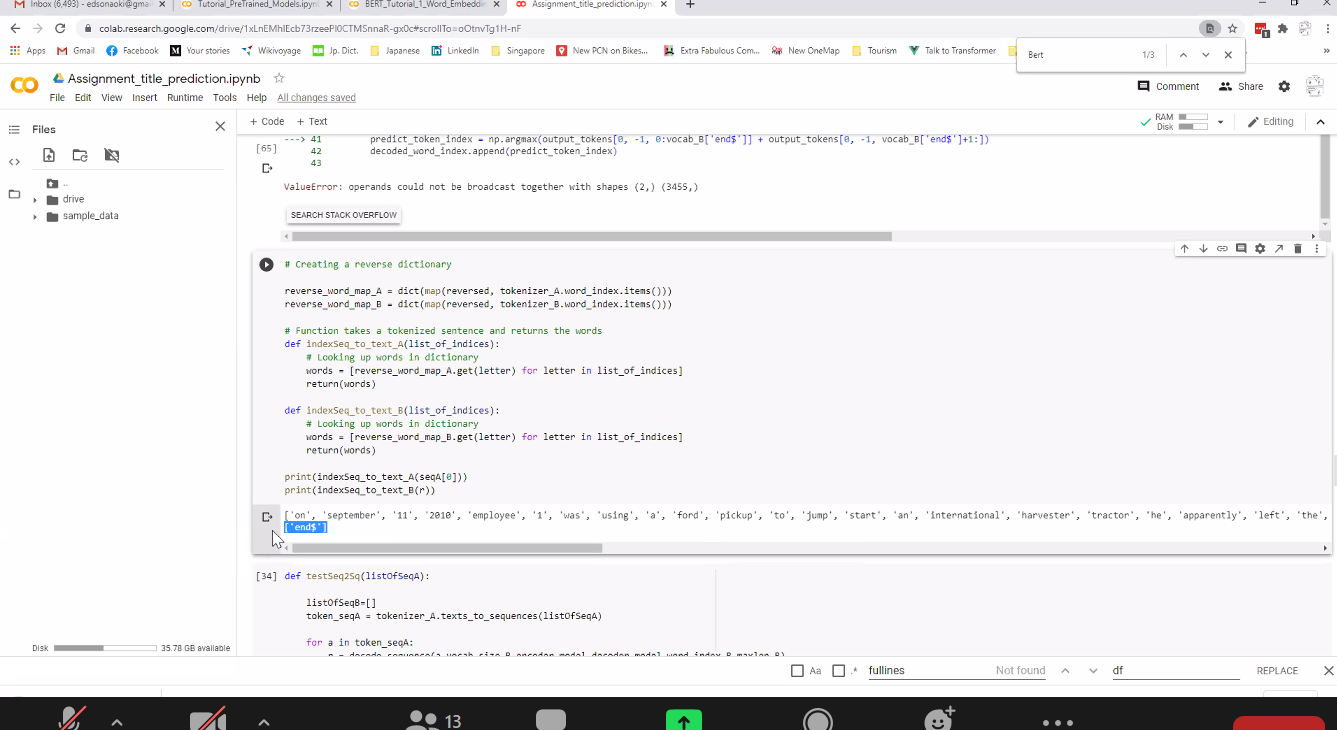 Inbox (6,493) - edsonaoki@gmai
Tutorial_PreTrained_Models.ipynb
BERT_Tutorial_1_Word_Embeddin
Assignment_title_prediction.ipynb
colab.research.google.com/drive/1xLnEMhIEcb73rzeePl0CTMSnnaR-gx0c#scrollTo=oOtnvTg1H-nF
Apps Gmail Facebook Your stories Wikivoyage Jp. Dict. Japanese LinkedIn Singapore New PCN on Bikes... Extra Fabulous Com... New OneMap Tourism Talk to Transformer »
Bert 1/3
Assignment_title_prediction.ipynb
File Edit View Insert Runtime Tools Help All changes saved
Comment Share
Files
+ Code + Text
RAM
Disk
Editing
..
drive
sample_data
[65]
---> 41 predict_token_index = np.argmax(output_tokens[0, -1, 0:vocab_B['end$']] + output_tokens[0, -1, vocab_B['end$']+1:])
42 decoded_word_index.append(predict_token_index)
43
ValueError: operands could not be broadcast together with shapes (2,) (3455,)
SEARCH STACK OVERFLOW
# Creating a reverse dictionary
reverse_word_map_A = dict(map(reversed, tokenizer_A.word_index.items()))
reverse_word_map_B = dict(map(reversed, tokenizer_B.word_index.items()))
# Function takes a tokenized sentence and returns the words
def indexSeq_to_text_A(list_of_indices):
# Looking up words in dictionary
words = [reverse_word_map_A.get(letter) for letter in list_of_indices]
return(words)
def indexSeq_to_text_B(list_of_indices):
# Looking up words in dictionary
words = [reverse_word_map_B.get(letter) for letter in list_of_indices]
return(words)
print(indexSeq_to_text_A(seqA[0]))
print(indexSeq_to_text_B(r))
['on', 'september', '11', '2010', 'employee', '1', 'was', 'using', 'a', 'ford', 'pickup', 'to', 'jump', 'start', 'an', 'international', 'harvester', 'tractor', 'he', 'apparently', 'left', 'the',
['end$']
[34] def testSeq2Sq(listOfSeqA):
listOfSeqB=[]
token_seqA = tokenizer_A.texts_to_sequences(listOfSeqA)
for a in token_seqA:
r = decode_sequence(a,vocab_size_B,encoder_model,decoder_model,word_index_B,maxlen_B)
Disk 35.78 GB available
Aa .* fullines Not found df REPLACE
13